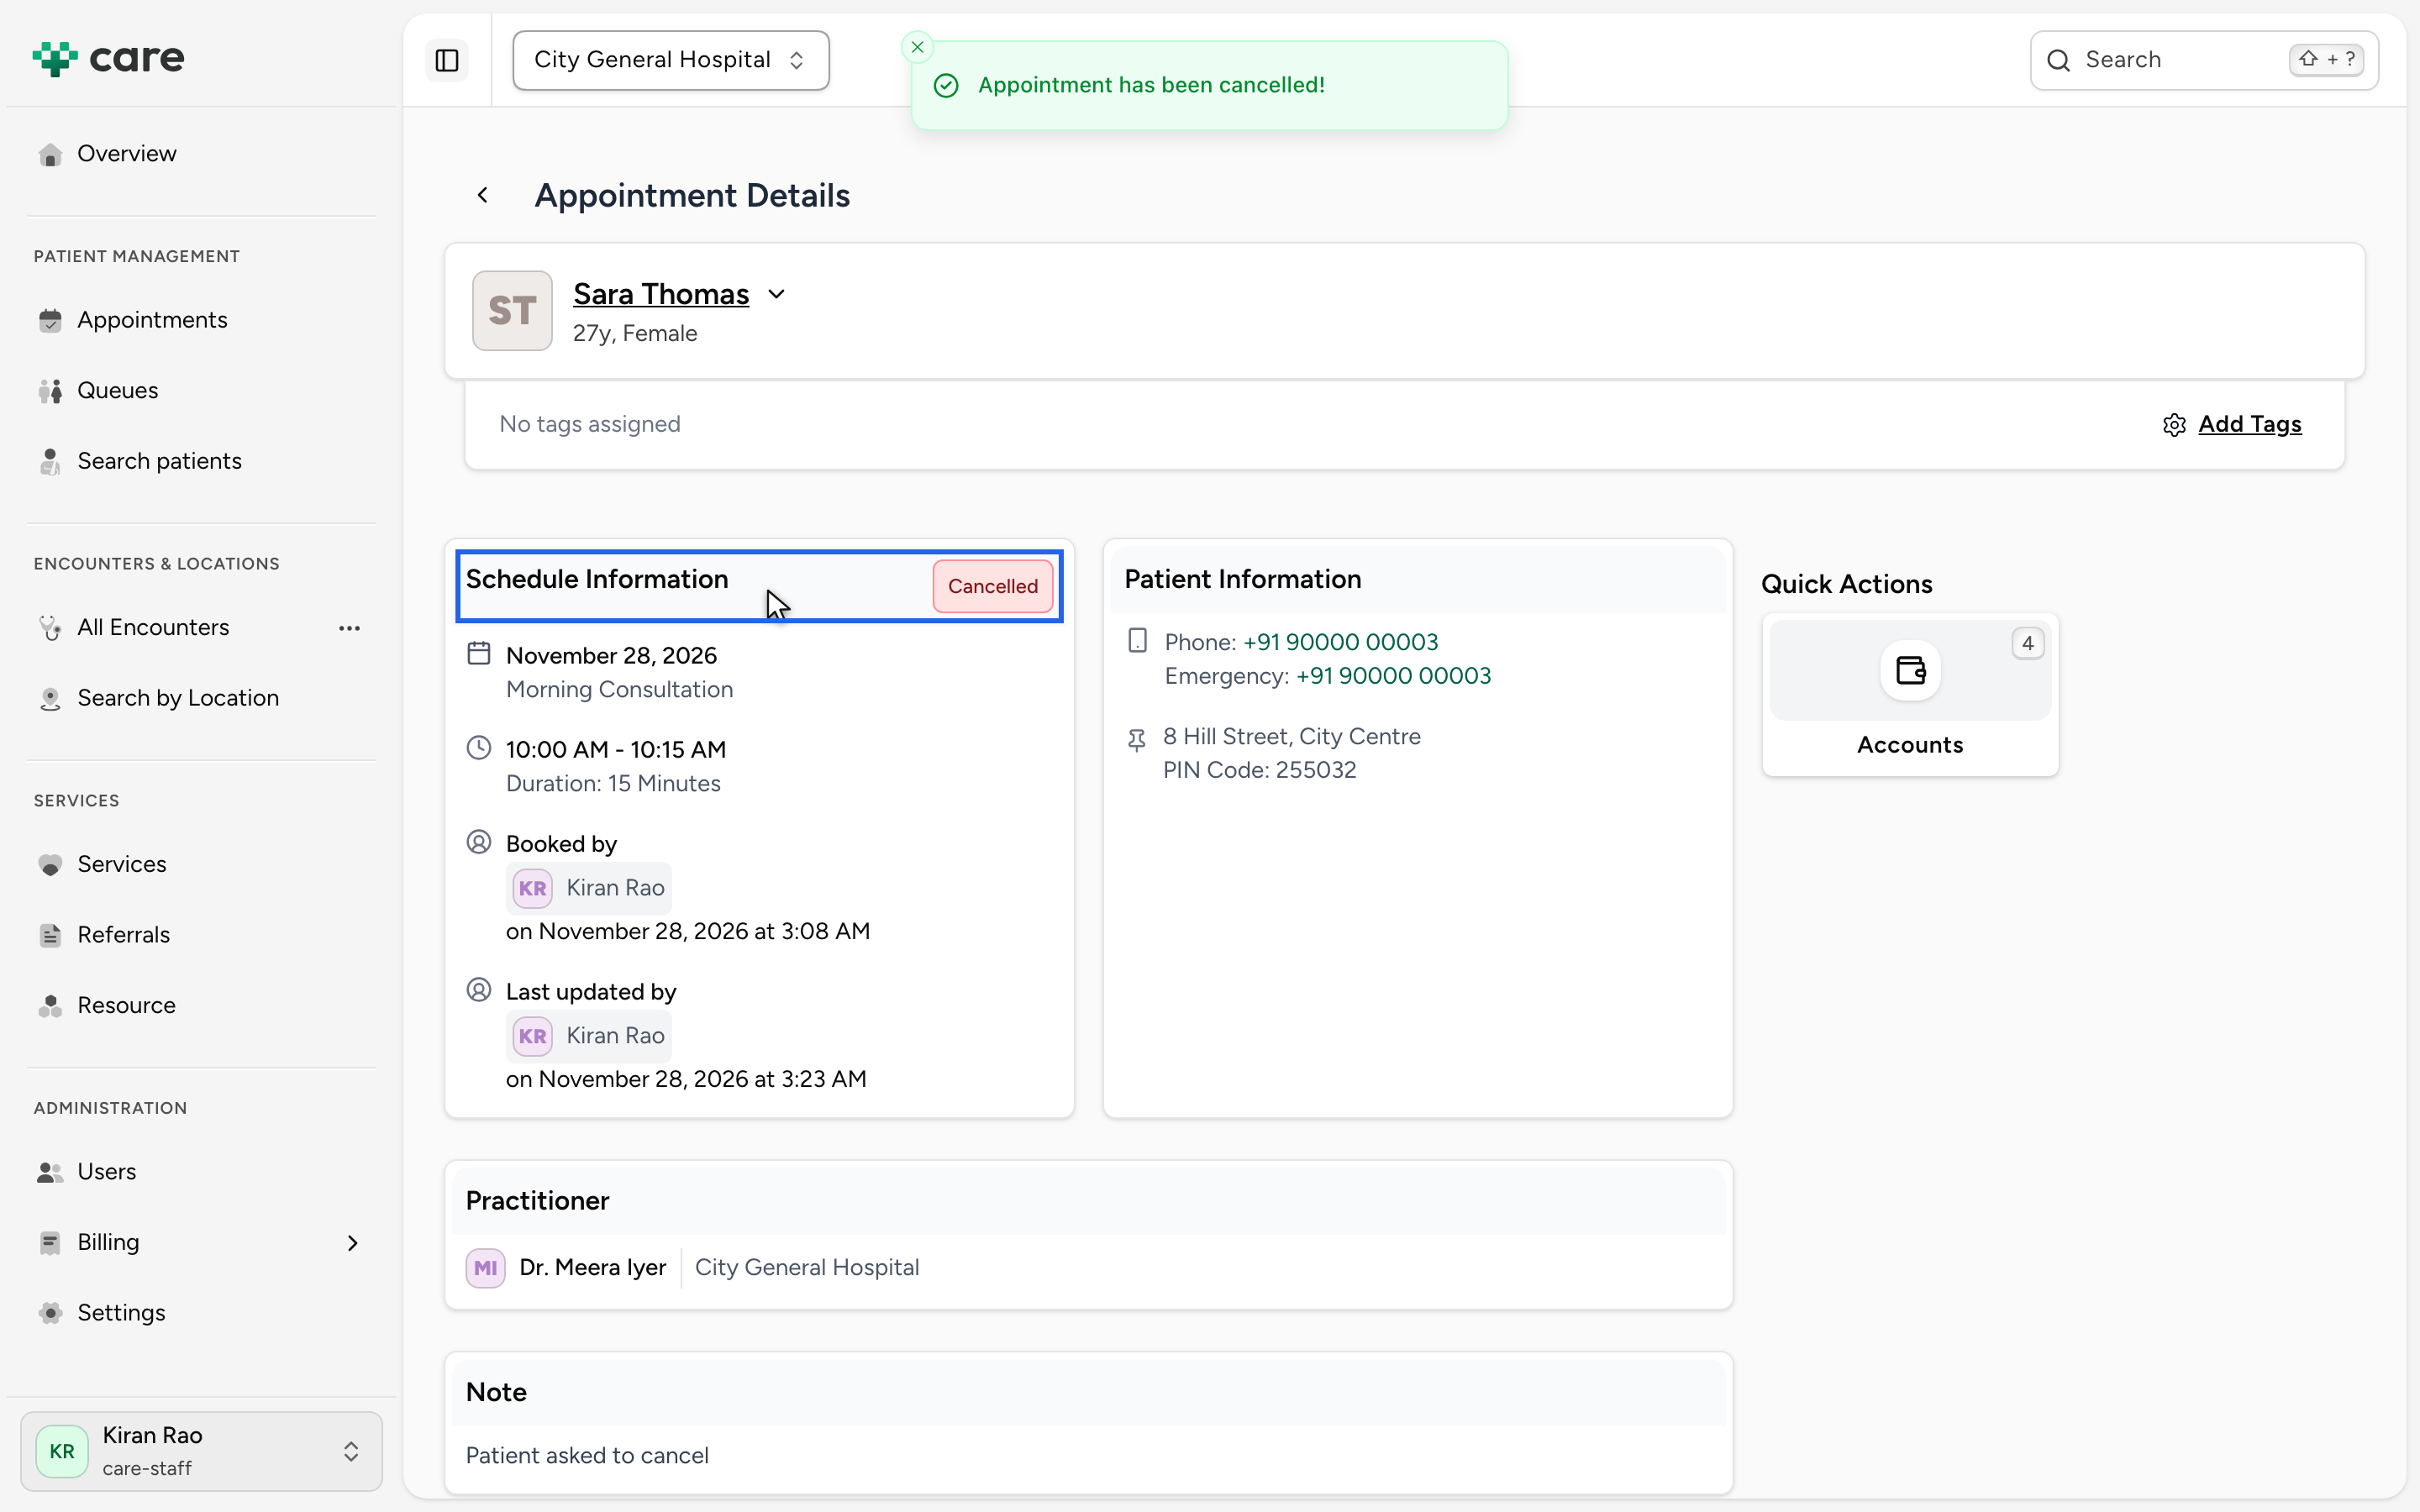 care
City General Hospital
Appointment has been cancelled!
Search
+ ?
Overview
PATIENT MANAGEMENT
Appointments
Queues
Search patients
ENCOUNTERS & LOCATIONS
All Encounters
Search by Location
SERVICES
Services
Referrals
Resource
ADMINISTRATION
Users
Billing
Settings
KR
Kiran Rao
care-staff
Appointment Details
ST
Sara Thomas
27y, Female
No tags assigned
Add Tags
Schedule Information
Cancelled
November 28, 2026
Morning Consultation
10:00 AM - 10:15 AM
Duration: 15 Minutes
Booked by
KR Kiran Rao
on November 28, 2026 at 3:08 AM
Last updated by
KR Kiran Rao
on November 28, 2026 at 3:23 AM
Patient Information
Phone: +91 90000 00003
Emergency: +91 90000 00003
8 Hill Street, City Centre
PIN Code: 255032
Quick Actions
4
Accounts
Practitioner
MI Dr. Meera Iyer City General Hospital
Note
Patient asked to cancel